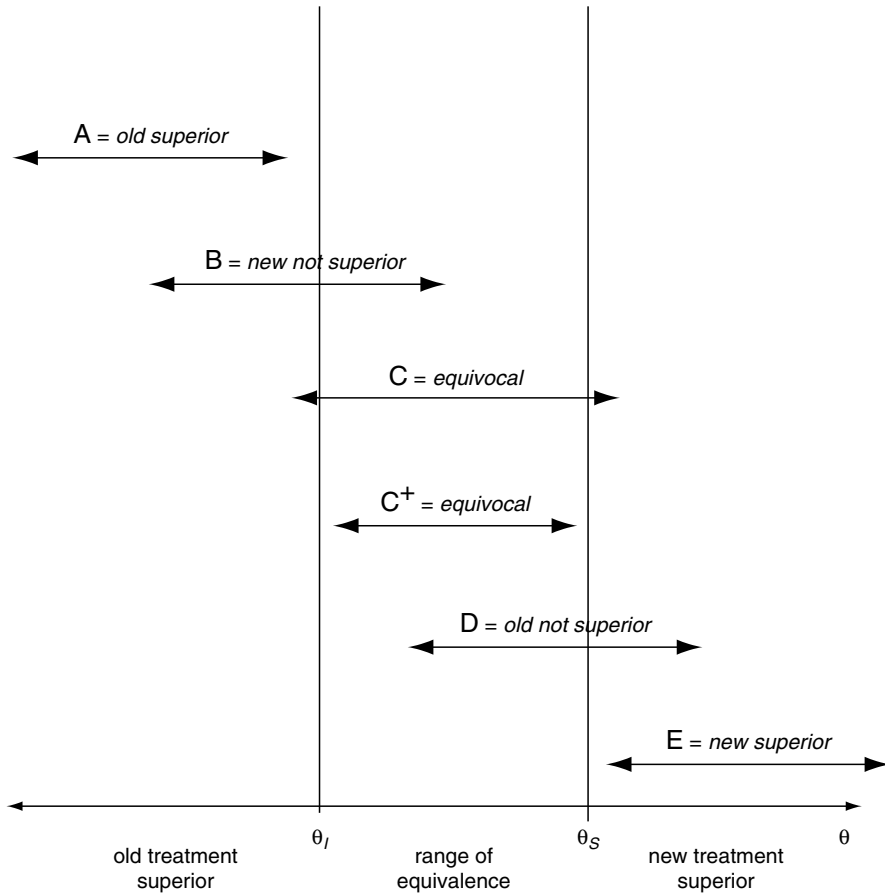 A = old superior
B = new not superior
C = equivocal
C+ = equivocal
D = old not superior
E = new superior
θI θS θ
old treatment superior
range of equivalence
new treatment superior